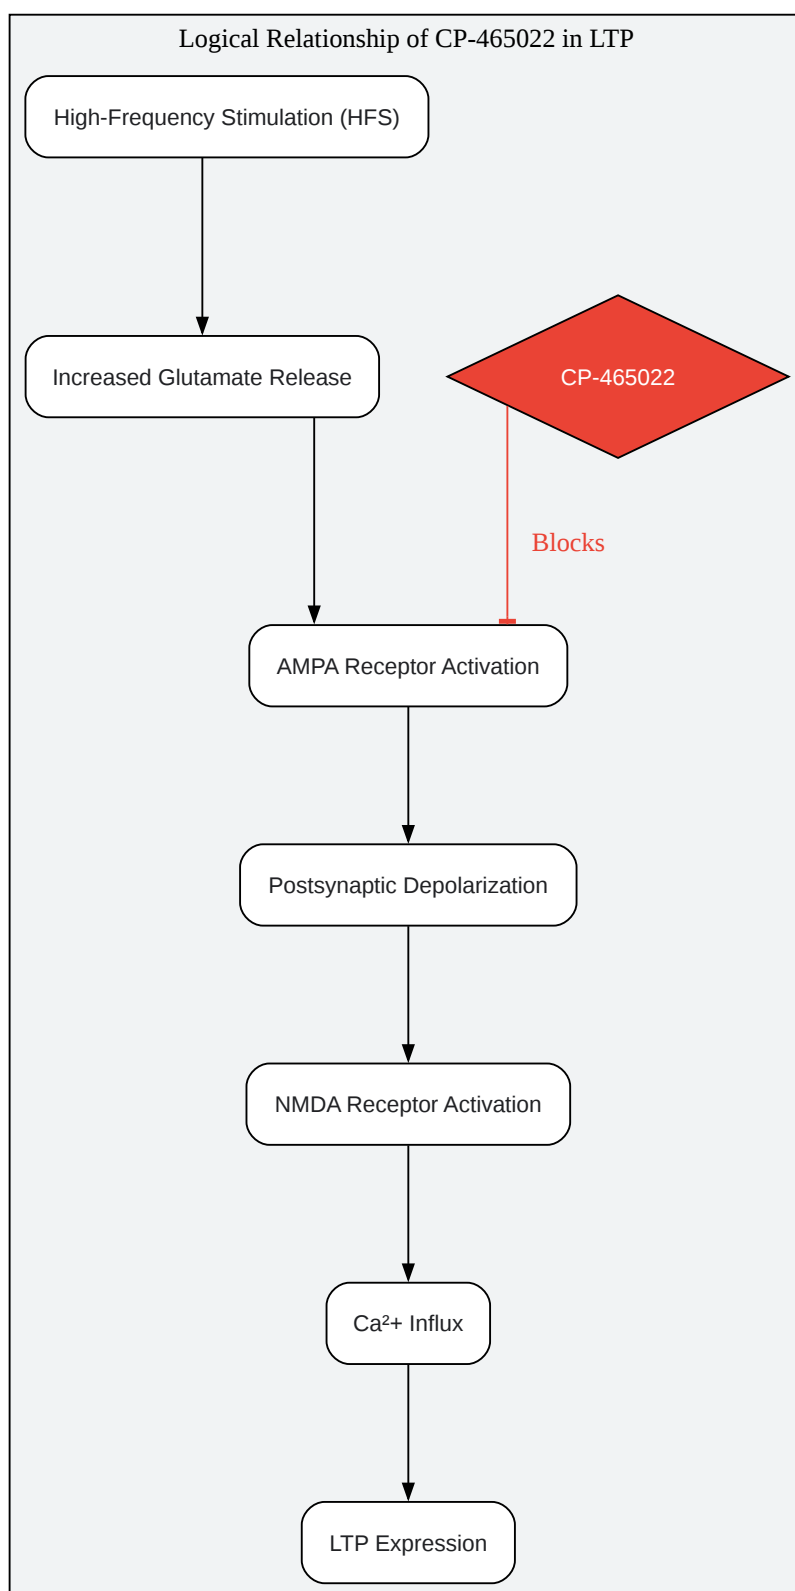 Logical Relationship of CP-465022 in LTP
High-Frequency Stimulation (HFS)
Increased Glutamate Release
CP-465022
Blocks
AMPA Receptor Activation
Postsynaptic Depolarization
NMDA Receptor Activation
Ca²+ Influx
LTP Expression